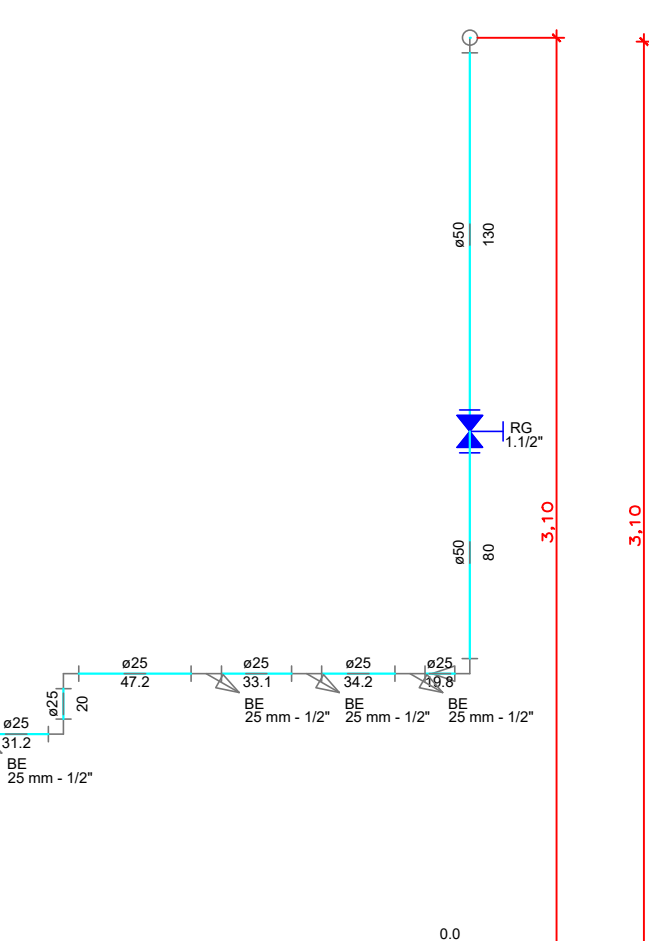 ø50
130
RG
1.1/2"
3,10
3,10
ø50
80
ø25
47.2
ø25
33.1
ø25
34.2
ø25
19.8
BE
25 mm - 1/2"
BE
25 mm - 1/2"
BE
25 mm - 1/2"
ø25
20
ø25
31.2
BE
25 mm - 1/2"
0.0